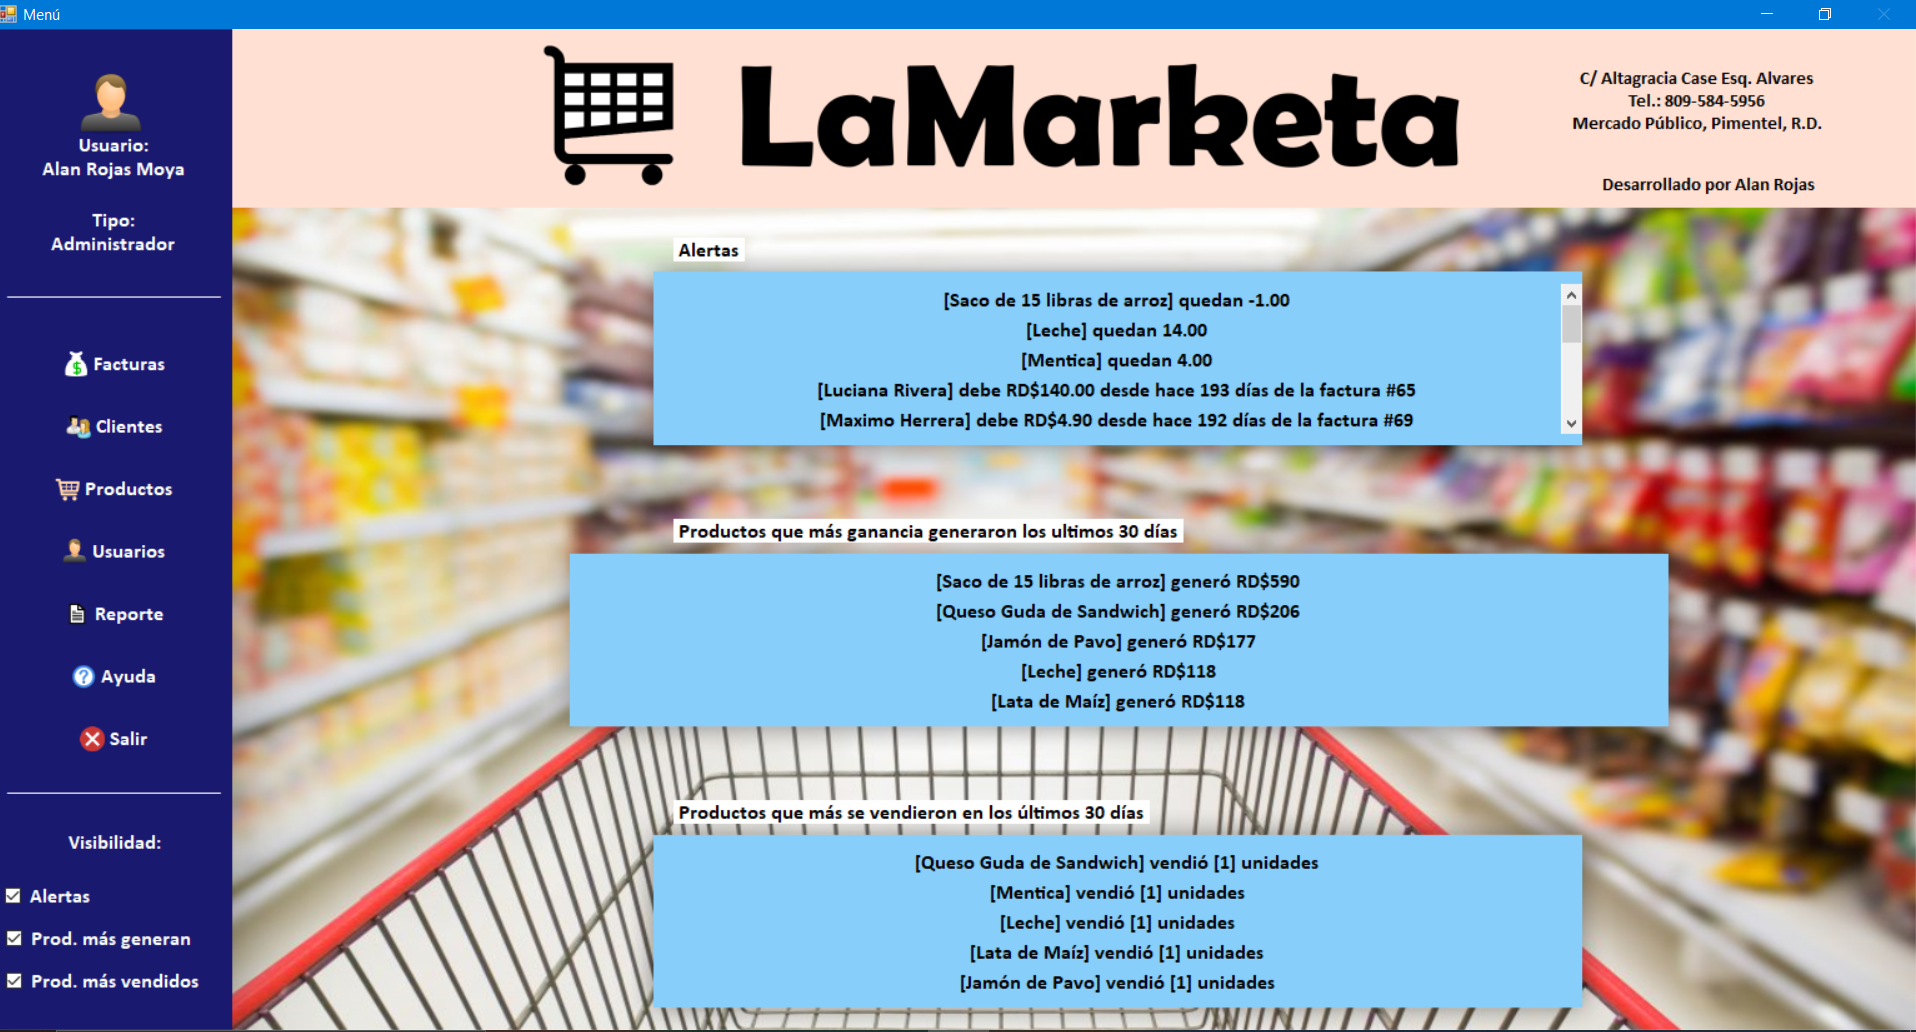 Menú
Usuario:
Alan Rojas Moya
Tipo:
Administrador
Facturas
Clientes
Productos
Usuarios
Reporte
Ayuda
Salir
Visibilidad:
Alertas
Prod. más generan
Prod. más vendidos
LaMarketa
C/ Altagracia Case Esq. Alvares
Tel.: 809-584-5956
Mercado Público, Pimentel, R.D.
Desarrollado por Alan Rojas
Alertas
[Saco de 15 libras de arroz] quedan -1.00
[Leche] quedan 14.00
[Mentica] quedan 4.00
[Luciana Rivera] debe RD$140.00 desde hace 193 días de la factura #65
[Maximo Herrera] debe RD$4.90 desde hace 192 días de la factura #69
Productos que más ganancia generaron los ultimos 30 días
[Saco de 15 libras de arroz] generó RD$590
[Queso Guda de Sandwich] generó RD$206
[Jamón de Pavo] generó RD$177
[Leche] generó RD$118
[Lata de Maíz] generó RD$118
Productos que más se vendieron en los últimos 30 días
[Queso Guda de Sandwich] vendió [1] unidades
[Mentica] vendió [1] unidades
[Leche] vendió [1] unidades
[Lata de Maíz] vendió [1] unidades
[Jamón de Pavo] vendió [1] unidades